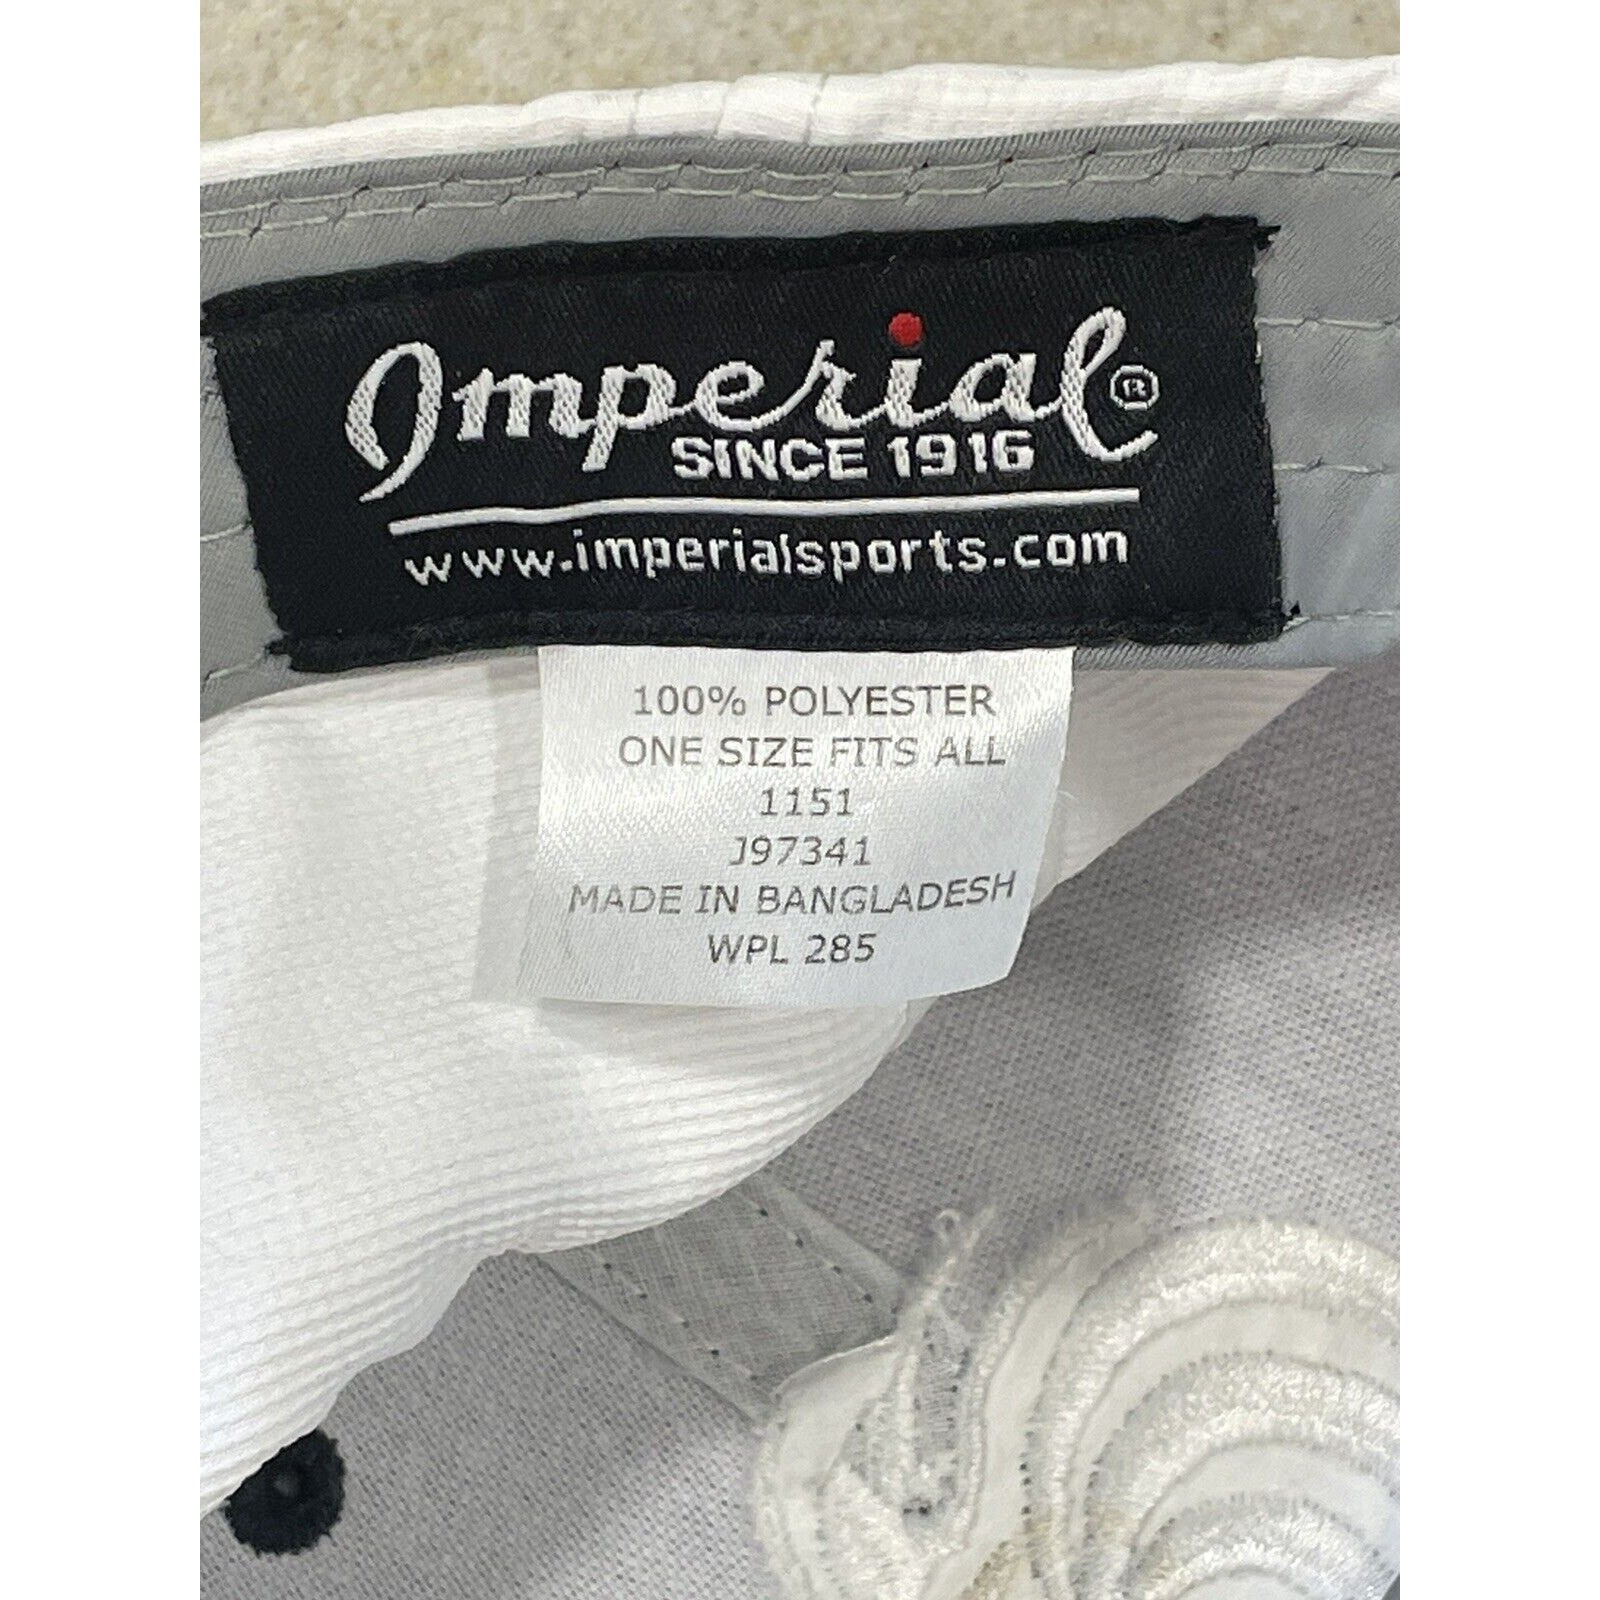 Imperial®
SINCE 1916
www.imperialsports.com
100% POLYESTER
ONE SIZE FITS ALL
1151
J97341
MADE IN BANGLADESH
WPL 285